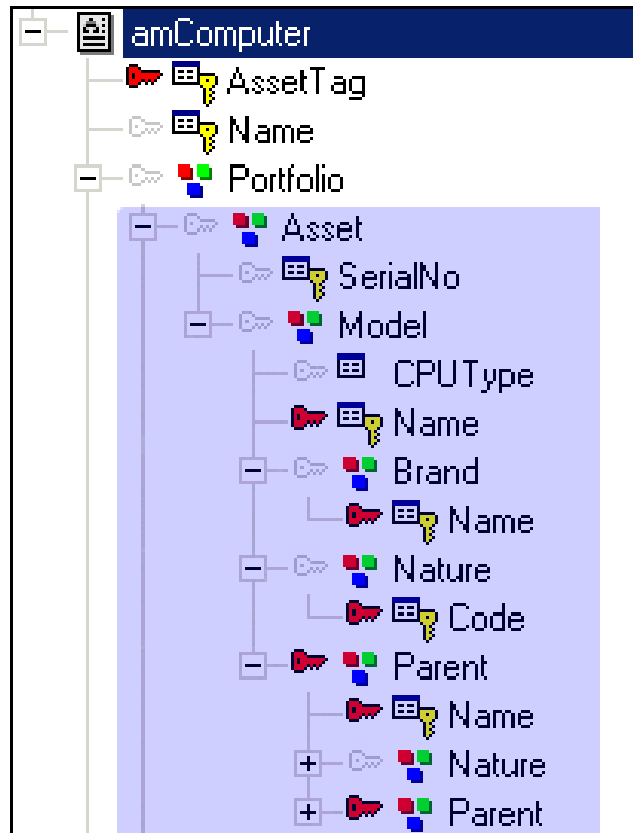 amComputer
AssetTag
Name
Portfolio
Asset
SerialNo
Model
CPUType
Name
Brand
Name
Nature
Code
Parent
Name
Nature
Parent